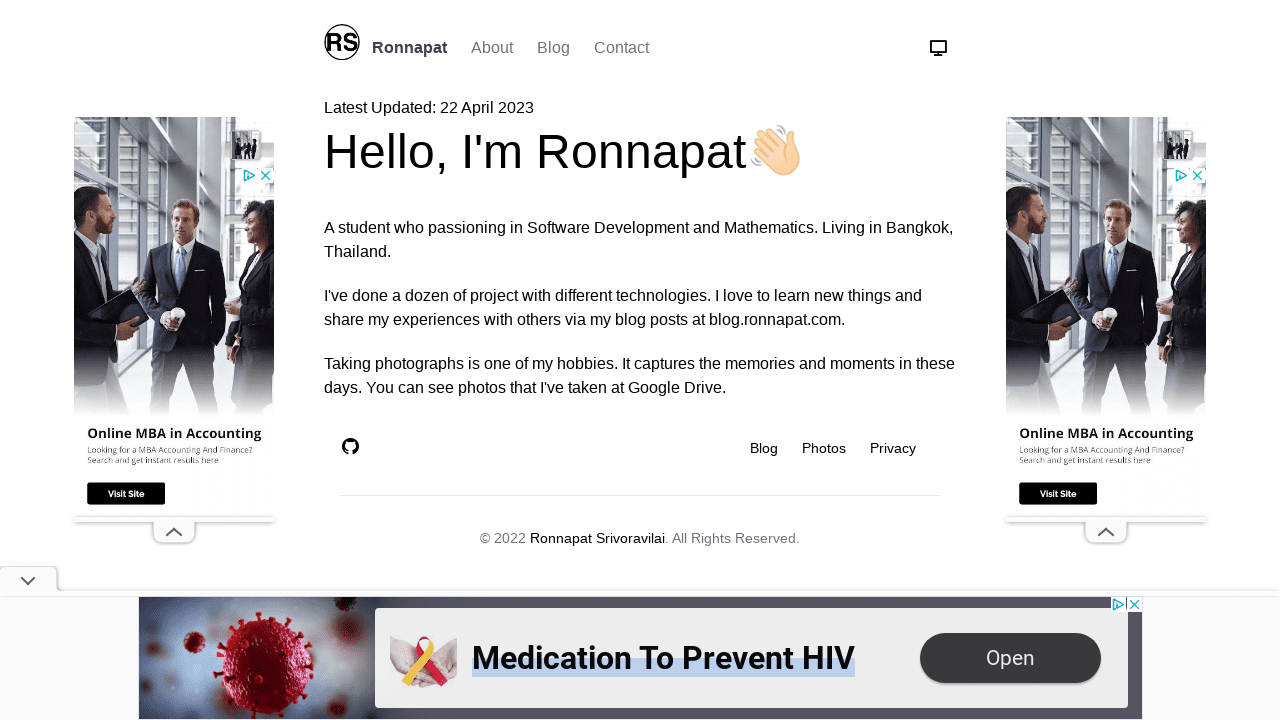 RS Ronnapat About Blog Contact
Latest Updated: 22 April 2023
Hello, I'm Ronnapat👋🏼
A student who passioning in Software Development and Mathematics. Living in Bangkok,
Thailand.
I've done a dozen of project with different technologies. I love to learn new things and
share my experiences with others via my blog posts at blog.ronnapat.com.
Taking photographs is one of my hobbies. It captures the memories and moments in these
days. You can see photos that I've taken at Google Drive.
Blog Photos Privacy
© 2022 Ronnapat Srivoravilai. All Rights Reserved.
Online MBA in Accounting
Looking for a MBA Accounting And Finance?
Search and get instant results here
Visit Site
Online MBA in Accounting
Looking for a MBA Accounting And Finance?
Search and get instant results here
Visit Site
Medication To Prevent HIV
Open